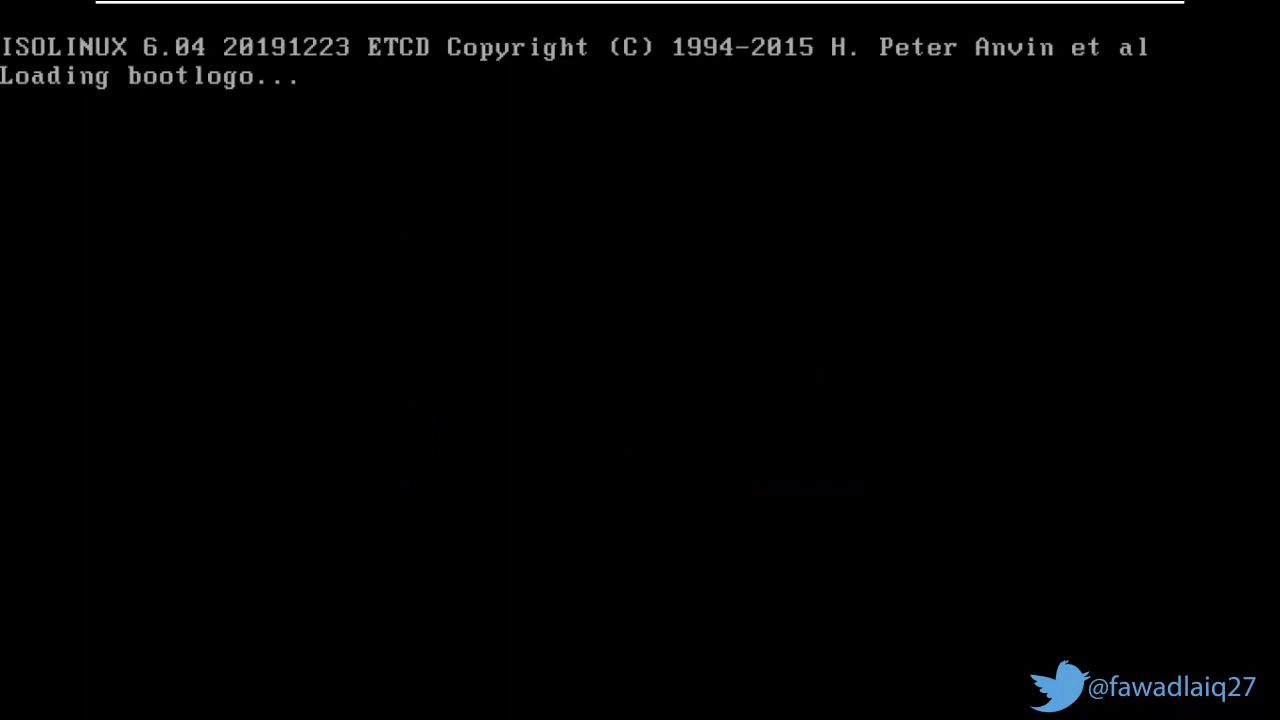 ISOLINUX 6.04 20191223 ETCD Copyright (C) 1994-2015 H. Peter Anvin et al
Loading bootlogo...
@fawadlaiq27